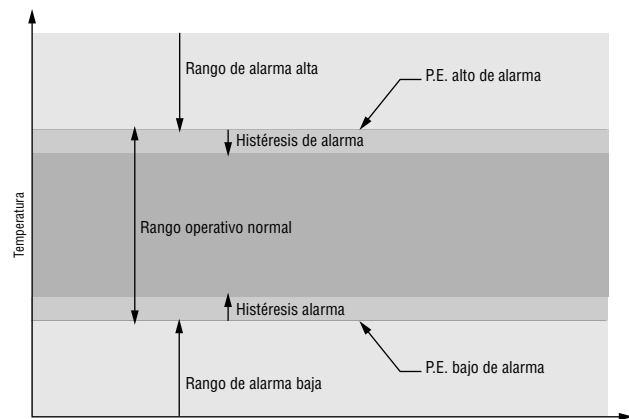 Rango de alarma alta
P.E. alto de alarma
Histéresis de alarma
Temperatura
Rango operativo normal
Histéresis alarma
P.E. bajo de alarma
Rango de alarma baja